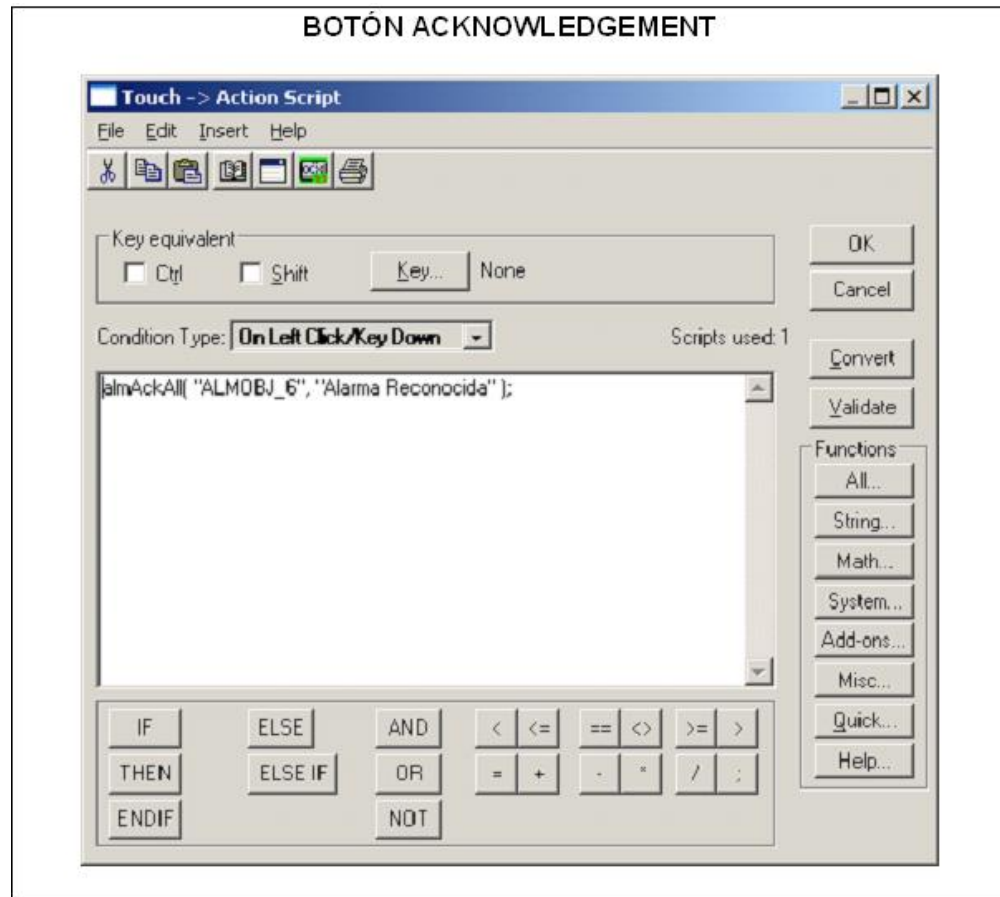 BOTÓN ACKNOWLEDGEMENT
Touch -> Action Script
File Edit Insert Help
Key equivalent
Ctrl Shift Key... None
OK
Cancel
Condition Type: On Left Click/Key Down Scripts used: 1
Convert
Validate
almAckAll( "ALMOBJ_6", "Alarma Reconocida" );
Functions
All...
String...
Math...
System...
Add-ons...
Misc...
Quick...
Help...
IF ELSE AND < <= == <> >= >
THEN ELSE IF OR = + - * / ;
ENDIF NOT